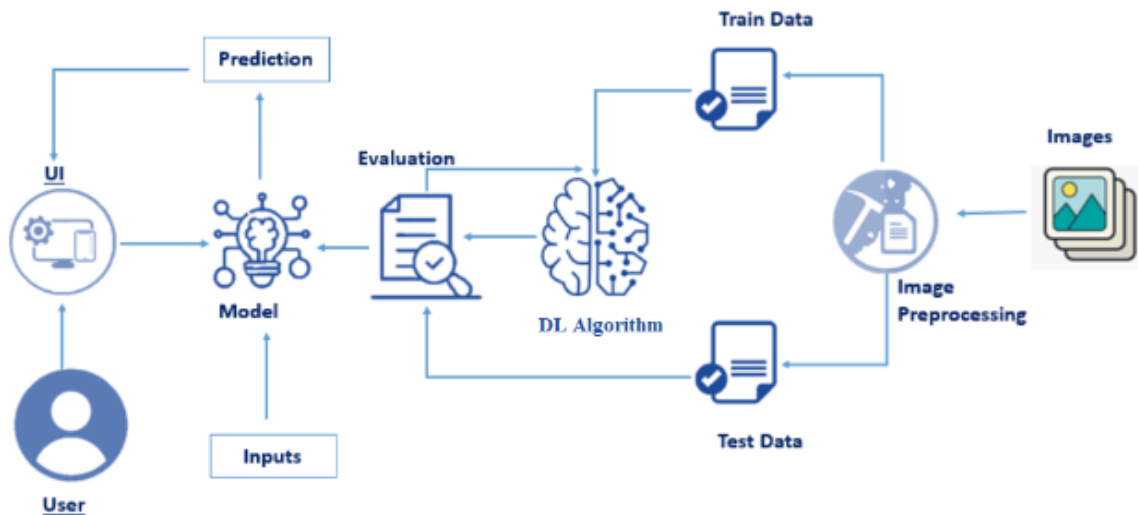 Train Data
Prediction
Images
Evaluation
UI
Image
Preprocessing
Model
DL Algorithm
Test Data
Inputs
User